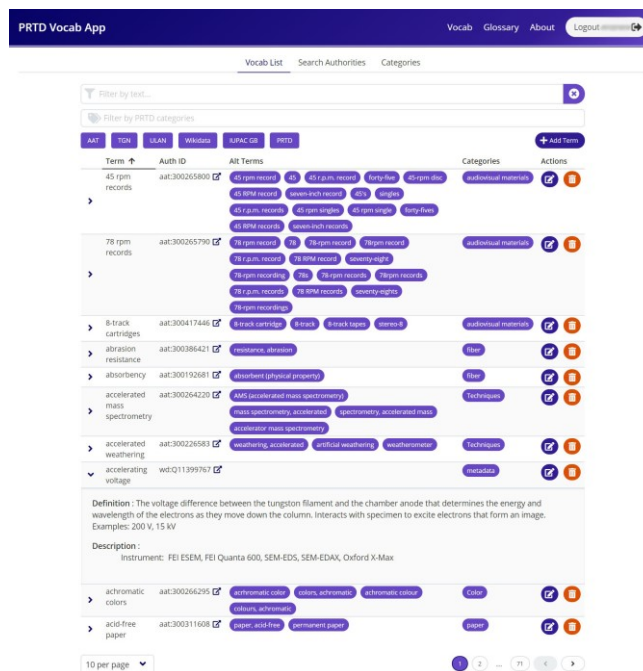 PRTD Vocab App Vocab Glossary About Logout
Vocab List Search Authorities Categories
Filter by text...
Filter by PRTD categories
AAT TGN ULAN Wikidata IUPAC GB PRTD + Add Term
Term ↑ Auth ID Alt Terms Categories Actions
45 rpm records aat:300265800 45 rpm record 45 45 r.p.m. record forty-five 45-rpm disc audiovisual materials
45 RPM record seven-inch record 45's singles
45 r.p.m. records 45 rpm singles 45 rpm single forty-fives
45 RPM records seven-inch records
78 rpm records aat:300265790 78 rpm record 78 78-rpm record 78rpm record audiovisual materials
78 r.p.m. record 78 RPM record seventy-eight
78-rpm recording 78s 78-rpm records 78rpm records
78 r.p.m. records 78 RPM records seventy-eights
78-rpm recordings
8-track cartridges aat:300417446 8-track cartridge 8-track 8-track tapes stereo-8 audiovisual materials
abrasion resistance aat:300386421 resistance, abrasion fiber
absorbency aat:300192681 absorbent (physical property) fiber
accelerated mass spectrometry aat:300264220 AMS (accelerated mass spectrometry) Techniques
mass spectrometry, accelerated spectrometry, accelerated mass
accelerator mass spectrometry
accelerated weathering aat:300226583 weathering, accelerated artificial weathering weatherometer Techniques
accelerating voltage wd:Q11399767 metadata
Definition : The voltage difference between the tungston filament and the chamber anode that determines the energy and
wavelength of the electrons as they move down the column. Interacts with specimen to excite electrons that form an image.
Examples: 200 V, 15 kV
Description :
Instrument: FEI ESEM, FEI Quanta 600, SEM-EDS, SEM-EDAX, Oxford X-Max
achromatic colors aat:300266295 acrhromatic color colors, achromatic achromatic colour Color
colours, achromatic
acid-free paper aat:300311608 paper, acid-free permanent paper paper
10 per page 1 2 ... 71